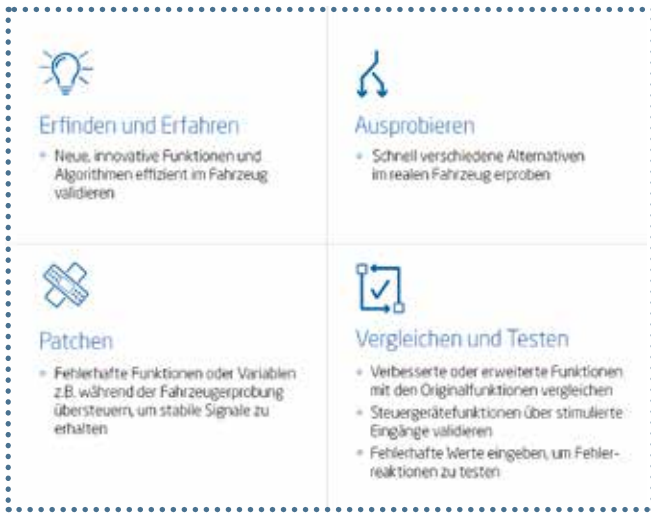 Erfinden und Erfahren
Neue, innovative Funktionen und
Algorithmen effizient im Fahrzeug
validieren
Ausprobieren
Schnell verschiedene Alternativen
im realen Fahrzeug erproben
Patchen
Fehlerhafte Funktionen oder Variablen
z.B. während der Fahrzeugerprobung
übersteuern, um stabile Signale zu
erhalten
Vergleichen und Testen
Verbesserte oder erweiterte Funktionen
mit den Originalfunktionen vergleichen
Steuergerätefunktionen über stimulierte
Eingänge validieren
Fehlerhafte Werte eingeben, um Fehler-
reaktionen zu testen